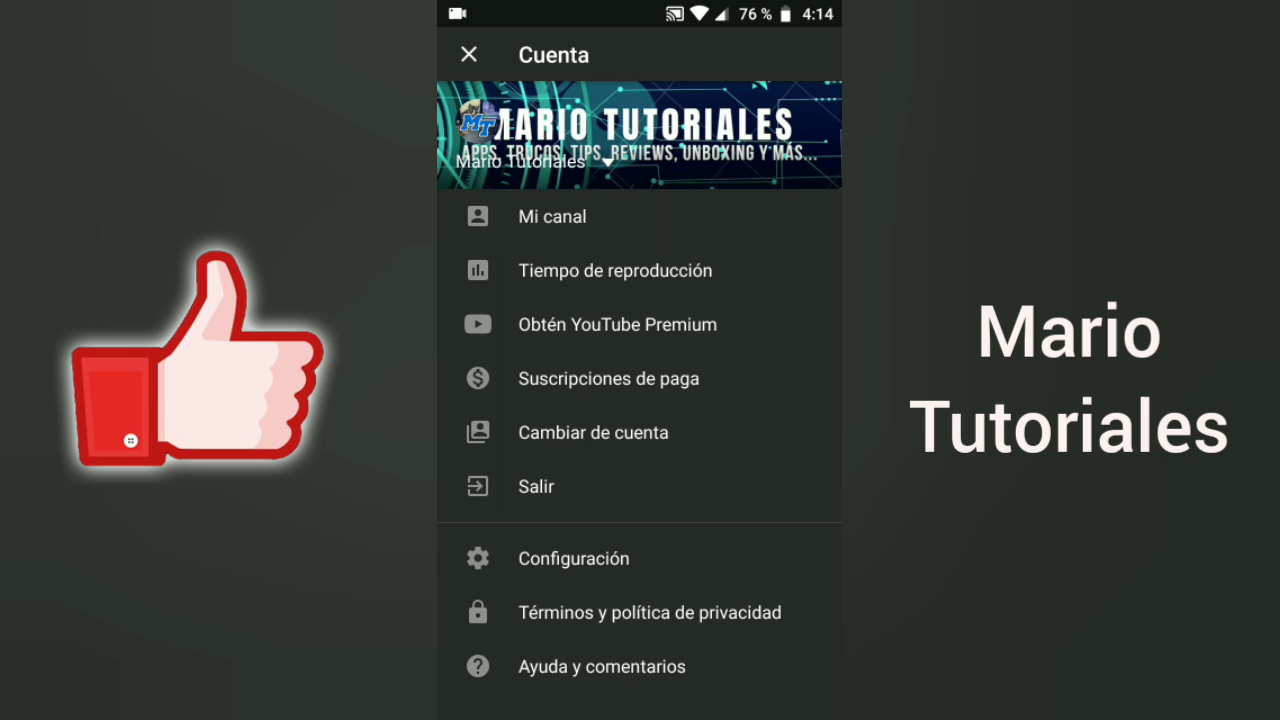 76 % 4:14
Cuenta
MT
MARIO TUTORIALES
APPS, TRUCOS, TIPS, REVIEWS, UNBOXING Y MÁS...
Mario Tutoriales
Mi canal
Tiempo de reproducción
Obtén YouTube Premium
Suscripciones de paga
Cambiar de cuenta
Salir
Configuración
Términos y política de privacidad
Ayuda y comentarios
Mario
Tutoriales